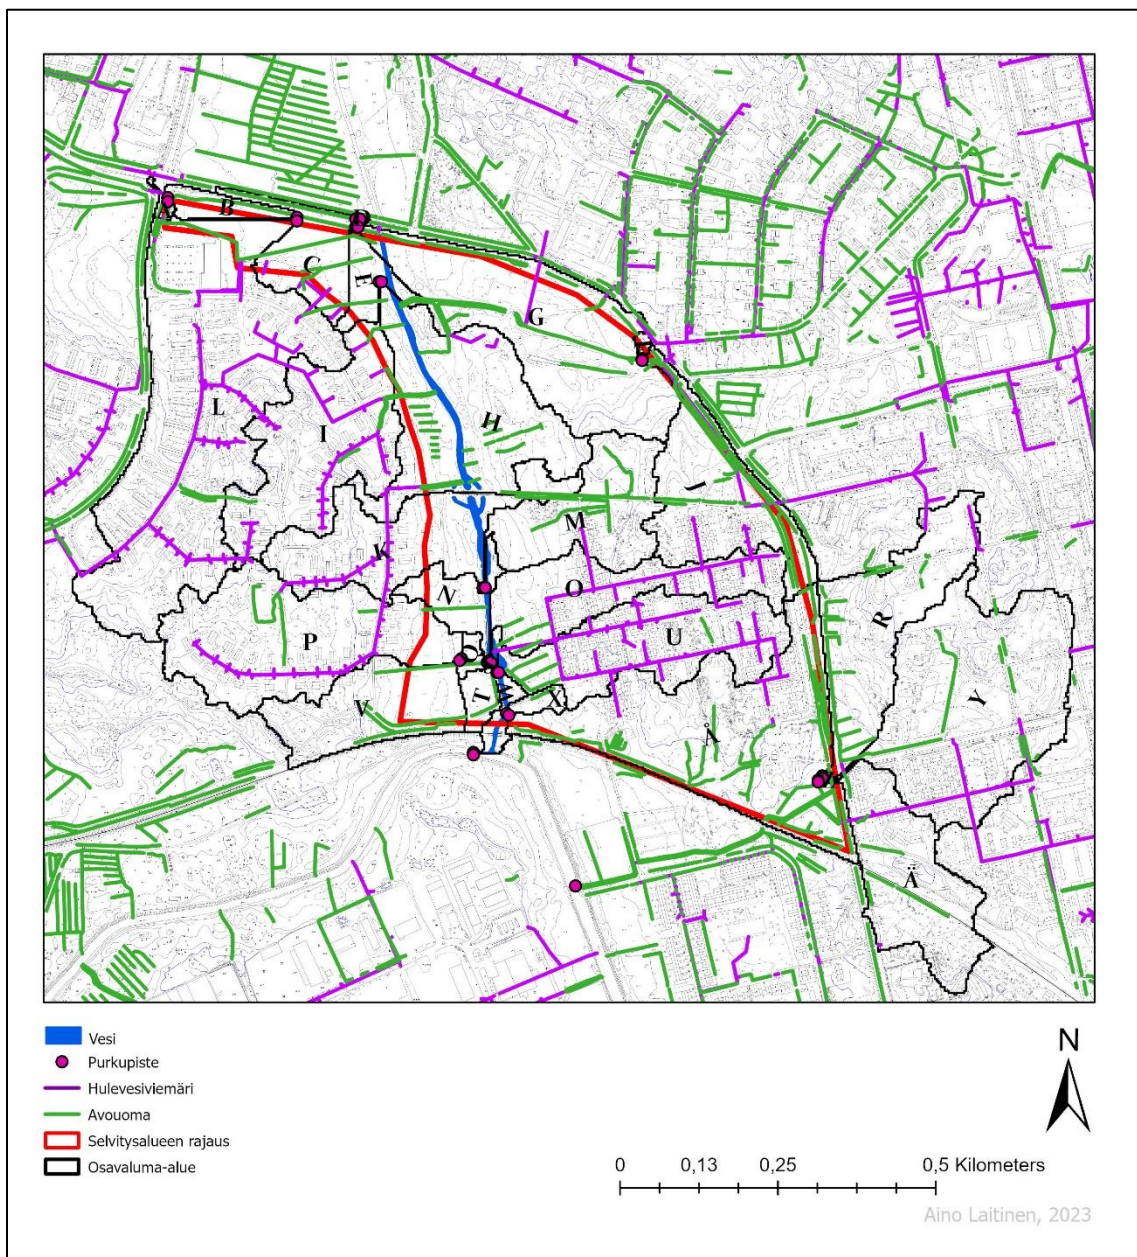 B
D
C
E
G
L
I
H
J
M
K
N
O
R
P
U
Y
V
X
Å
Ä
Vesi
Purkupiste
Hulevesiviemäri
Avouoma
Selvitysalueen rajaus
Osavaluma-alue
N
0 0,13 0,25 0,5 Kilometers
Aino Laitinen, 2023